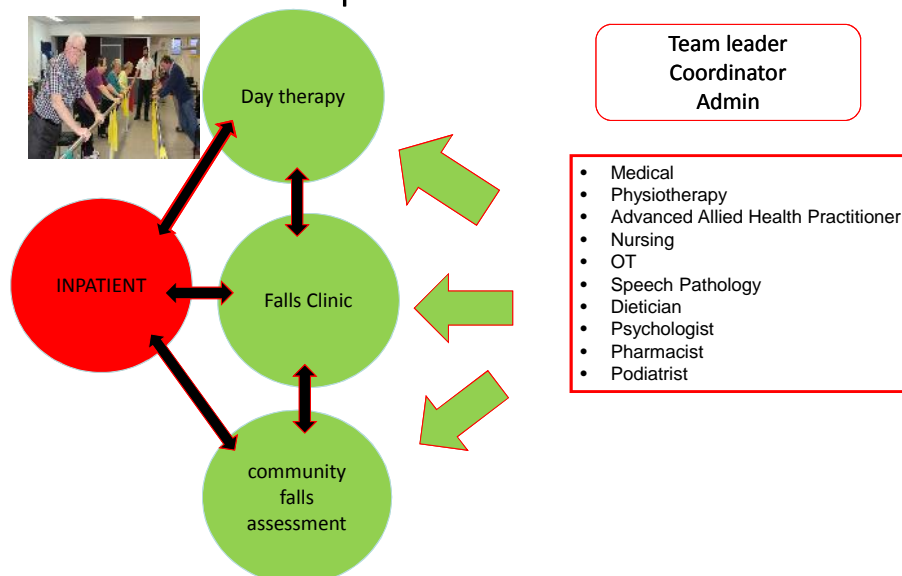 Day therapy
INPATIENT
Falls Clinic
community
falls
assessment
Team leader
Coordinator
Admin
• Medical
• Physiotherapy
• Advanced Allied Health Practitioner
• Nursing
• OT
• Speech Pathology
• Dietician
• Psychologist
• Pharmacist
• Podiatrist